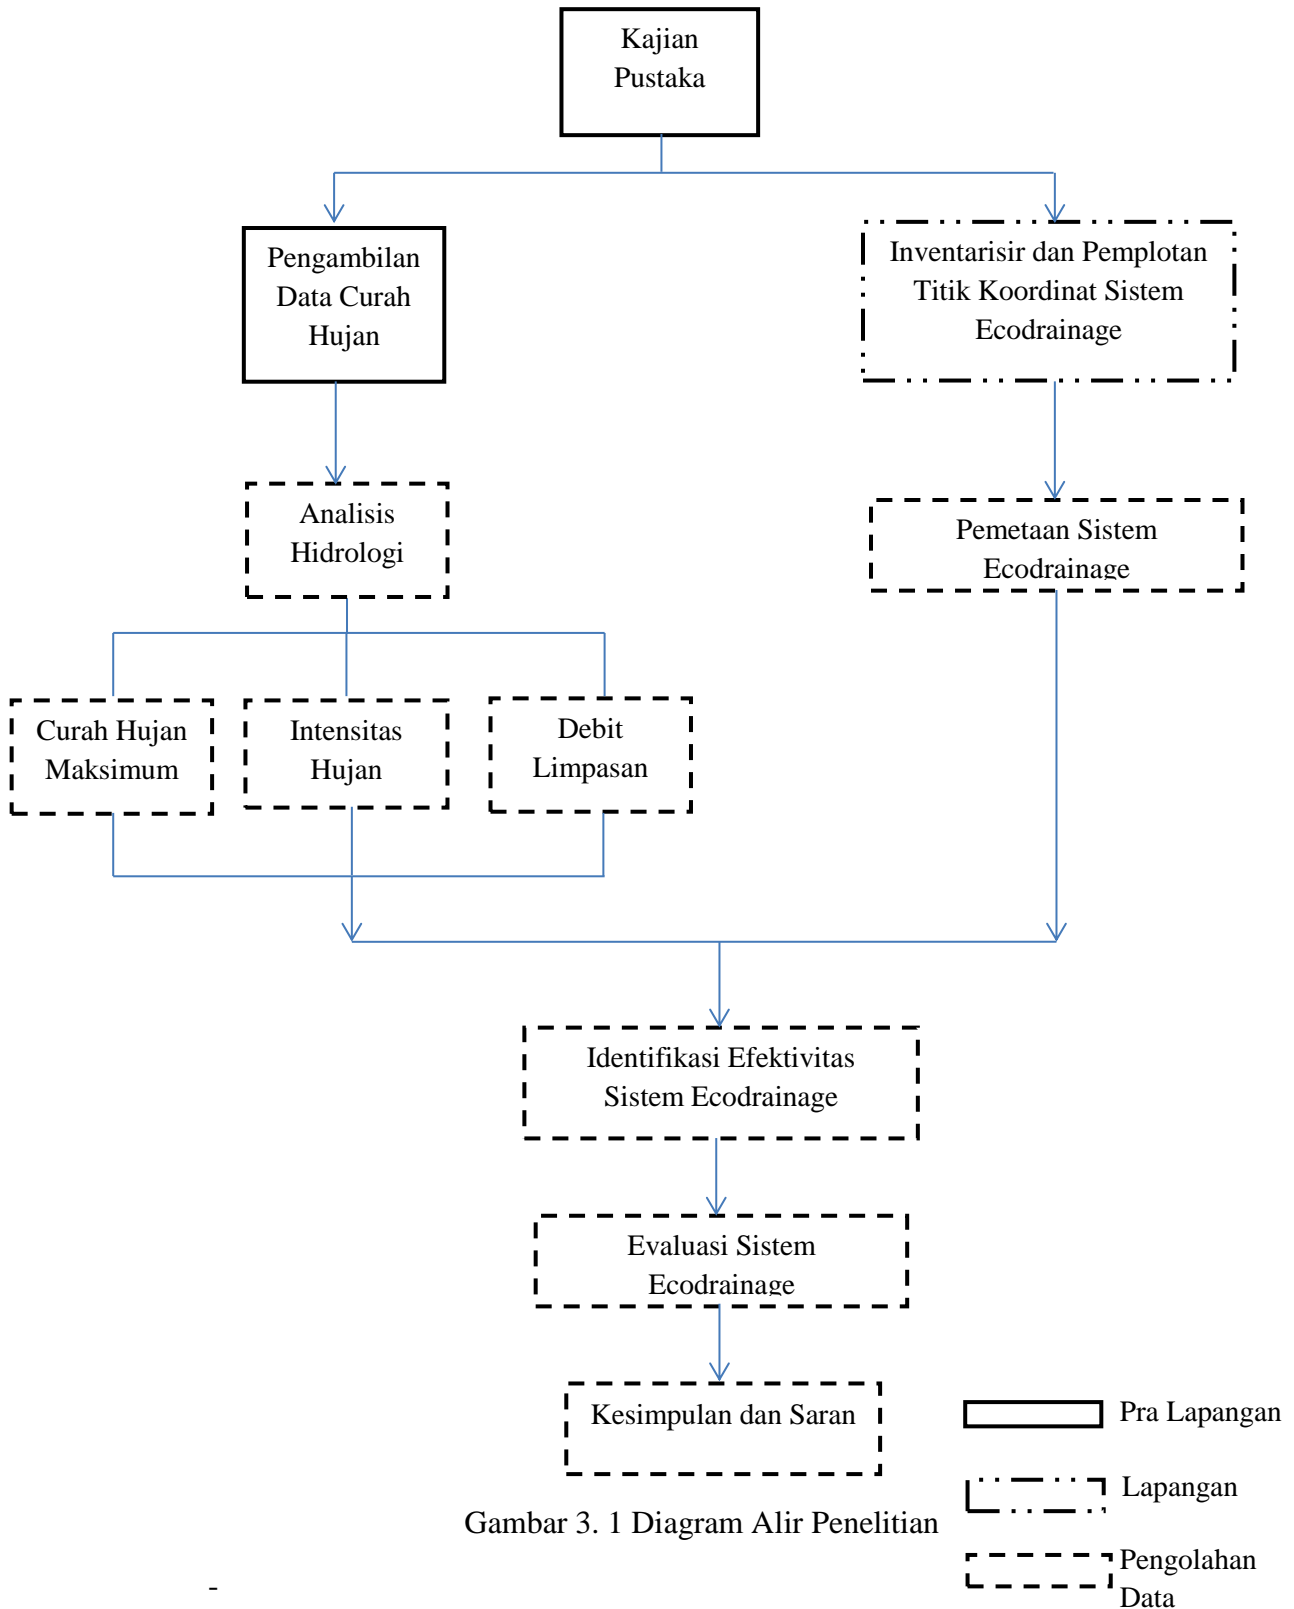 Kajian
Pustaka
Pengambilan
Data Curah
Hujan
Inventarisir dan Pemplotan
Titik Koordinat Sistem
Ecodrainage
Analisis
Hidrologi
Pemetaan Sistem
Ecodrainage
Curah Hujan
Maksimum
Intensitas
Hujan
Debit
Limpasan
Identifikasi Efektivitas
Sistem Ecodrainage
Evaluasi Sistem
Ecodrainage
Kesimpulan dan Saran
Pra Lapangan
Lapangan
Pengolahan
Data
Gambar 3. 1 Diagram Alir Penelitian
-